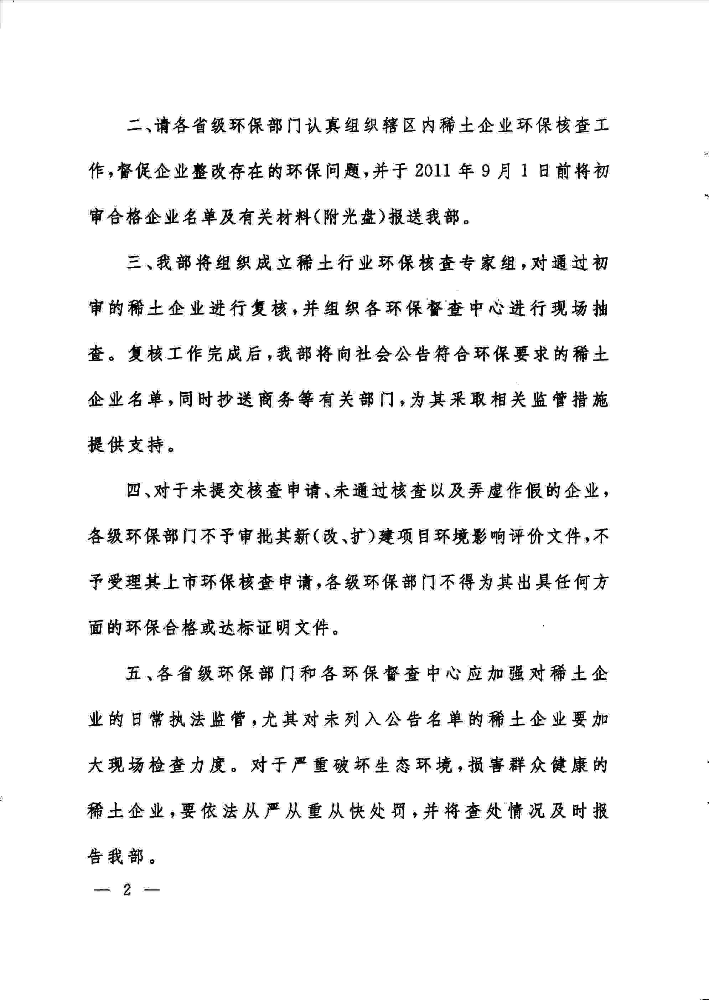 二、请各省级环保部门认真组织辖区内稀土企业环保核查工
作,督促企业整改存在的环保问题,并于 2011 年 9 月 1 日前将初
审合格企业名单及有关材料(附光盘)报送我部。
三、我部将组织成立稀土行业环保核查专家组,对通过初
审的稀土企业进行复核,并组织各环保督查中心进行现场抽
查。复核工作完成后,我部将向社会公告符合环保要求的稀土
企业名单,同时抄送商务等有关部门,为其采取相关监管措施
提供支持。
四、对于未提交核查申请、未通过核查以及弄虚作假的企业,
各级环保部门不予审批其新(改、扩)建项目环境影响评价文件,不
予受理其上市环保核查申请,各级环保部门不得为其出具任何方
面的环保合格或达标证明文件。
五、各省级环保部门和各环保督查中心应加强对稀土企
业的日常执法监管,尤其对未列入公告名单的稀土企业要加
大现场检查力度。对于严重破坏生态环境,损害群众健康的
稀土企业,要依法从严从重从快处罚,并将查处情况及时报
告我部。
— 2 —